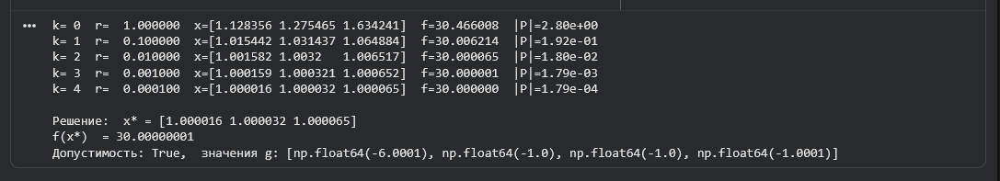 k= 0  r=  1.000000  x=[1.128356 1.275465 1.634241]  f=30.466008  |P|=2.80e+00
k= 1  r=  0.100000  x=[1.015442 1.031437 1.064884]  f=30.006214  |P|=1.92e-01
k= 2  r=  0.010000  x=[1.001582 1.0032   1.006517]  f=30.000065  |P|=1.80e-02
k= 3  r=  0.001000  x=[1.000159 1.000321 1.000652]  f=30.000001  |P|=1.79e-03
k= 4  r=  0.000100  x=[1.000016 1.000032 1.000065]  f=30.000000  |P|=1.79e-04
Решение:  x* = [1.000016 1.000032 1.000065]
f(x*)  = 30.00000001
Допустимость: True,  значения g: [np.float64(-6.0001), np.float64(-1.0), np.float64(-1.0), np.float64(-1.0001)]